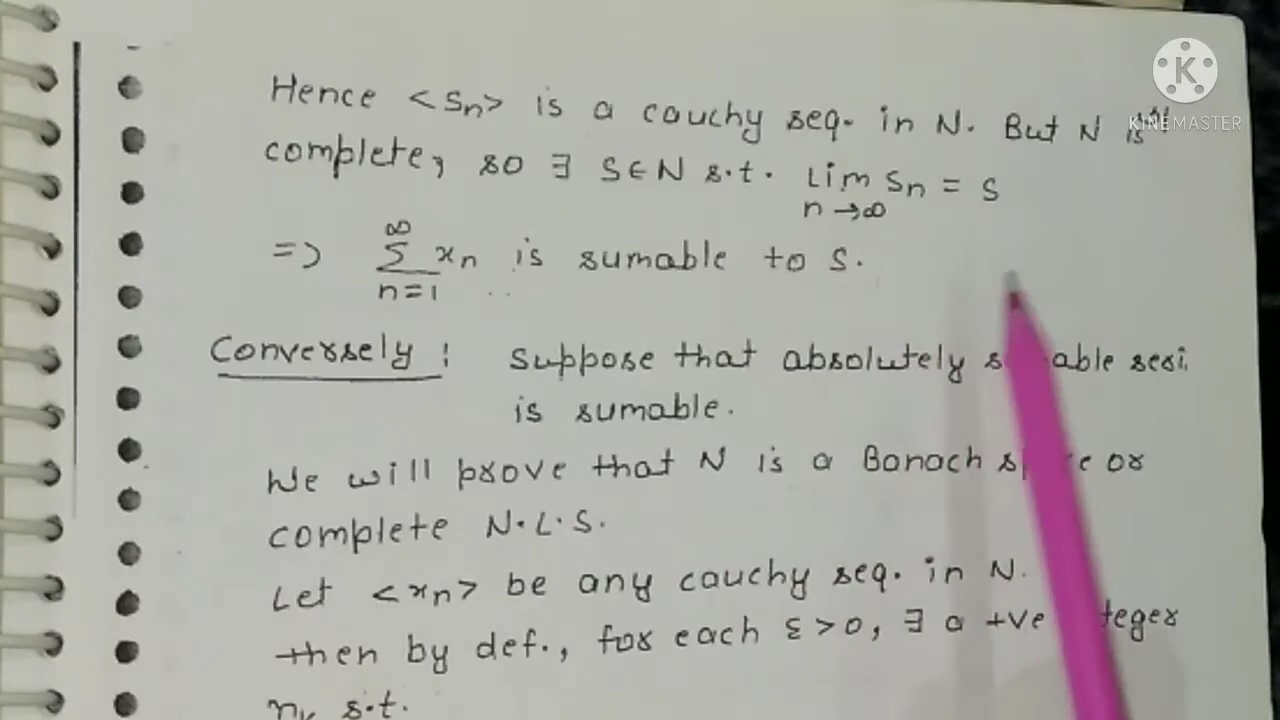 Hence <Sn> is a cauchy seq. in N. But N is
complete, so ∃ S∈N s.t. Lim Sn = S
n→∞
=> ∞ Σ xn is sumable to S.
n=1
Conversely : Suppose that absolutely seri
is sumable.
We will prove that N is a Banach or
complete N.L.S.
Let <xn> be any cauchy seq. in N.
then by def., for each ε>0, ∃ a +ve
s.t.
K
KINEMASTER